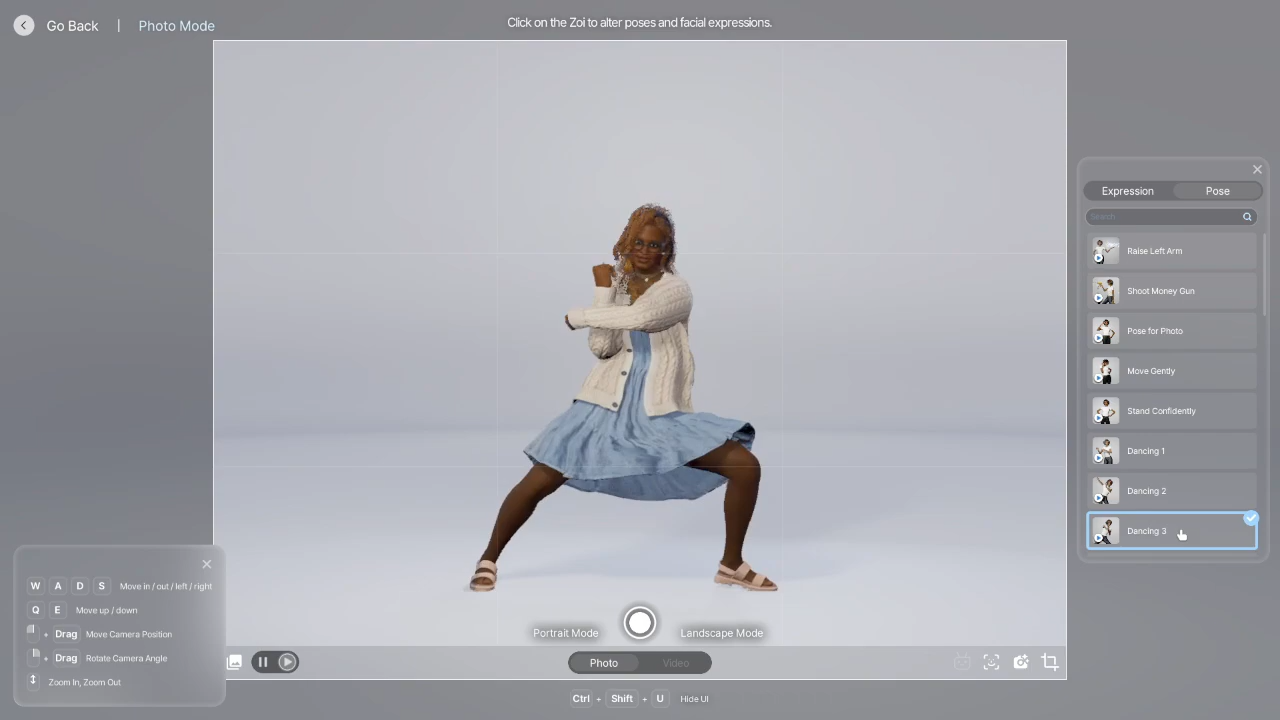 Go Back | Photo Mode
Click on the Zoi to alter poses and facial expressions.
Expression Pose
Search
Raise Left Arm
Shoot Money Gun
Pose for Photo
Move Gently
Stand Confidently
Dancing 1
Dancing 2
Dancing 3
W A D S Move in / out / left / right
Q E Move up / down
+ Drag Move Camera Position
+ Drag Rotate Camera Angle
Zoom In, Zoom Out
Portrait Mode Landscape Mode
Photo Video
Ctrl + Shift + U Hide UI